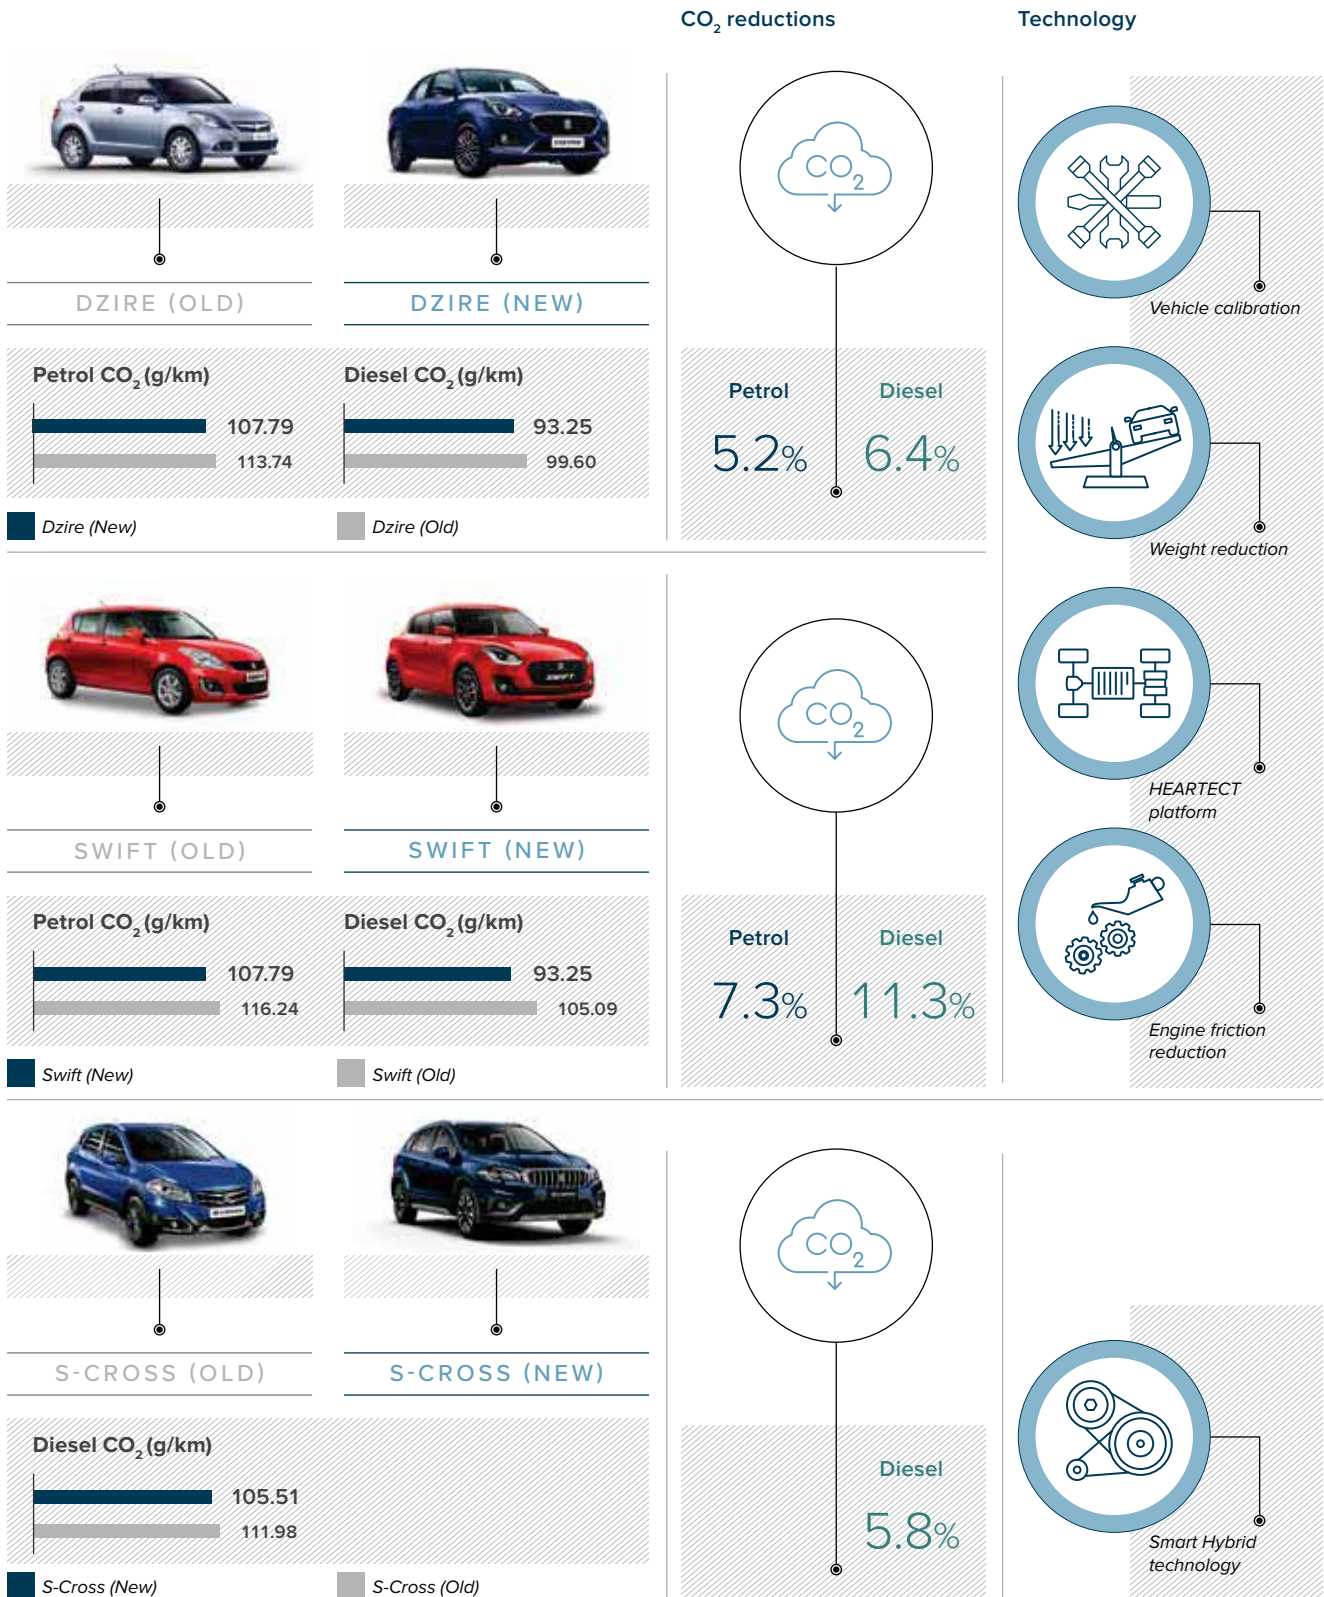 CO2 reductions
Technology
CO2
Vehicle calibration
DZIRE (OLD)
DZIRE (NEW)
Petrol CO2 (g/km)
107.79
113.74
Diesel CO2 (g/km)
93.25
99.60
Dzire (New)
Dzire (Old)
Petrol
5.2%
Diesel
6.4%
Weight reduction
SWIFT
CO2
HEARTECT
platform
SWIFT (OLD)
SWIFT (NEW)
Petrol CO2 (g/km)
107.79
116.24
Diesel CO2 (g/km)
93.25
105.09
Swift (New)
Swift (Old)
Petrol
7.3%
Diesel
11.3%
Engine friction
reduction
CO2
S-CROSS (OLD)
S-CROSS (NEW)
Diesel CO2 (g/km)
105.51
111.98
S-Cross (New)
S-Cross (Old)
Diesel
5.8%
Smart Hybrid
technology